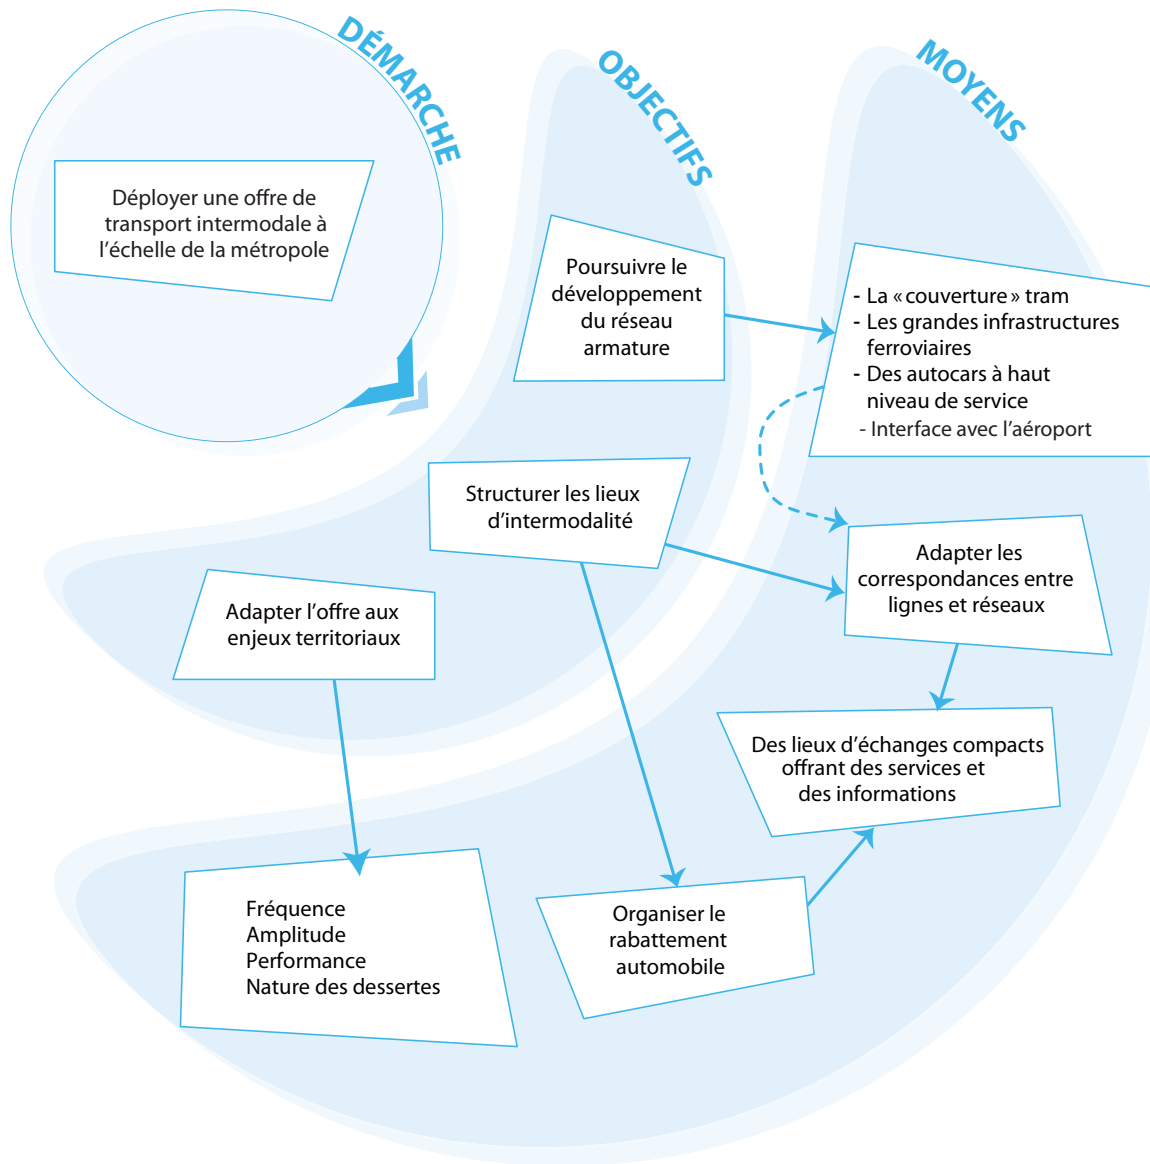 DÉMARCHE
Déployer une offre de
transport intermodale à
l’échelle de la métropole
OBJECTIFS
Poursuivre le
développement
du réseau
armature
Structurer les lieux
d’intermodalité
Adapter l’offre aux
enjeux territoriaux
MOYENS
- La « couverture » tram
- Les grandes infrastructures
ferroviaires
- Des autocars à haut
niveau de service
- Interface avec l’aéroport
Adapter les
correspondances entre
lignes et réseaux
Des lieux d’échanges compacts
offrant des services et
des informations
Organiser le
rabattement
automobile
Fréquence
Amplitude
Performance
Nature des dessertes